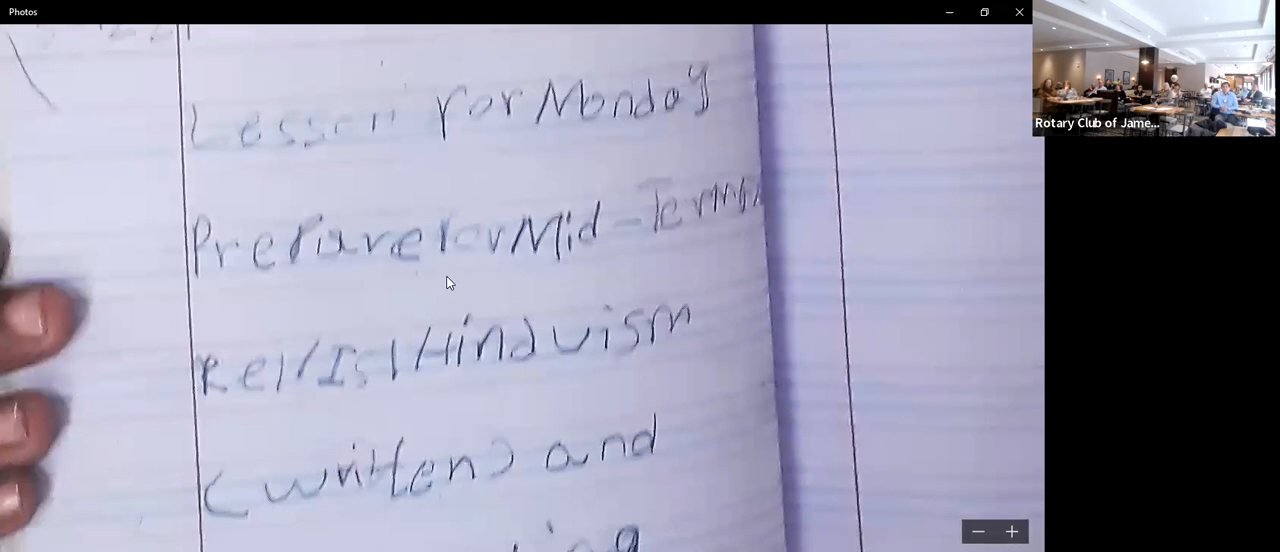 Photos
Rotary Club of Jame...
Lesson For Monday
Prepare for Mid-Term
Rel/Isl/Hinduism
(written) and